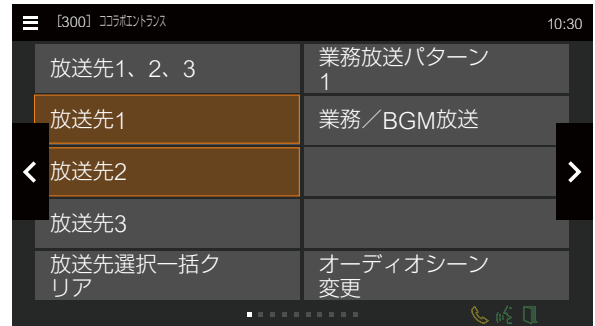 [300] ココラボエントランス
10:30
放送先1、2、3
業務放送パターン
1
放送先1
業務／BGM放送
放送先2
放送先3
放送先選択一括ク
リア
オーディオシーン
変更